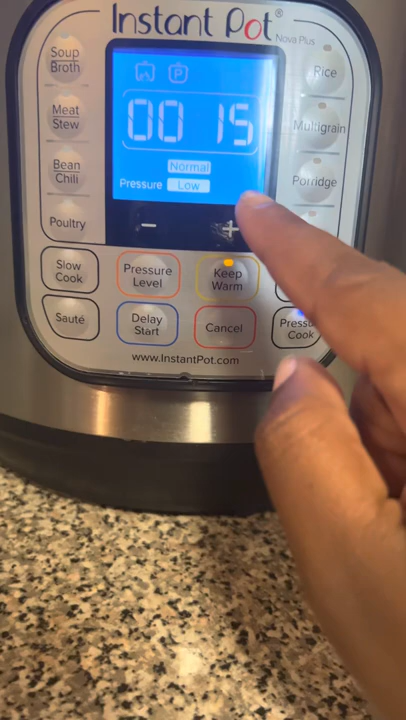 Instant Pot®
Nova Plus
Soup
Broth
Meat
Stew
Bean
Chili
Poultry
Slow
Cook
Sauté
P
00 15
Normal
Pressure Low
− +
Rice
Multigrain
Porridge
Pressure
Level
Keep
Warm
Delay
Start
Cancel
Cook
www.InstantPot.com